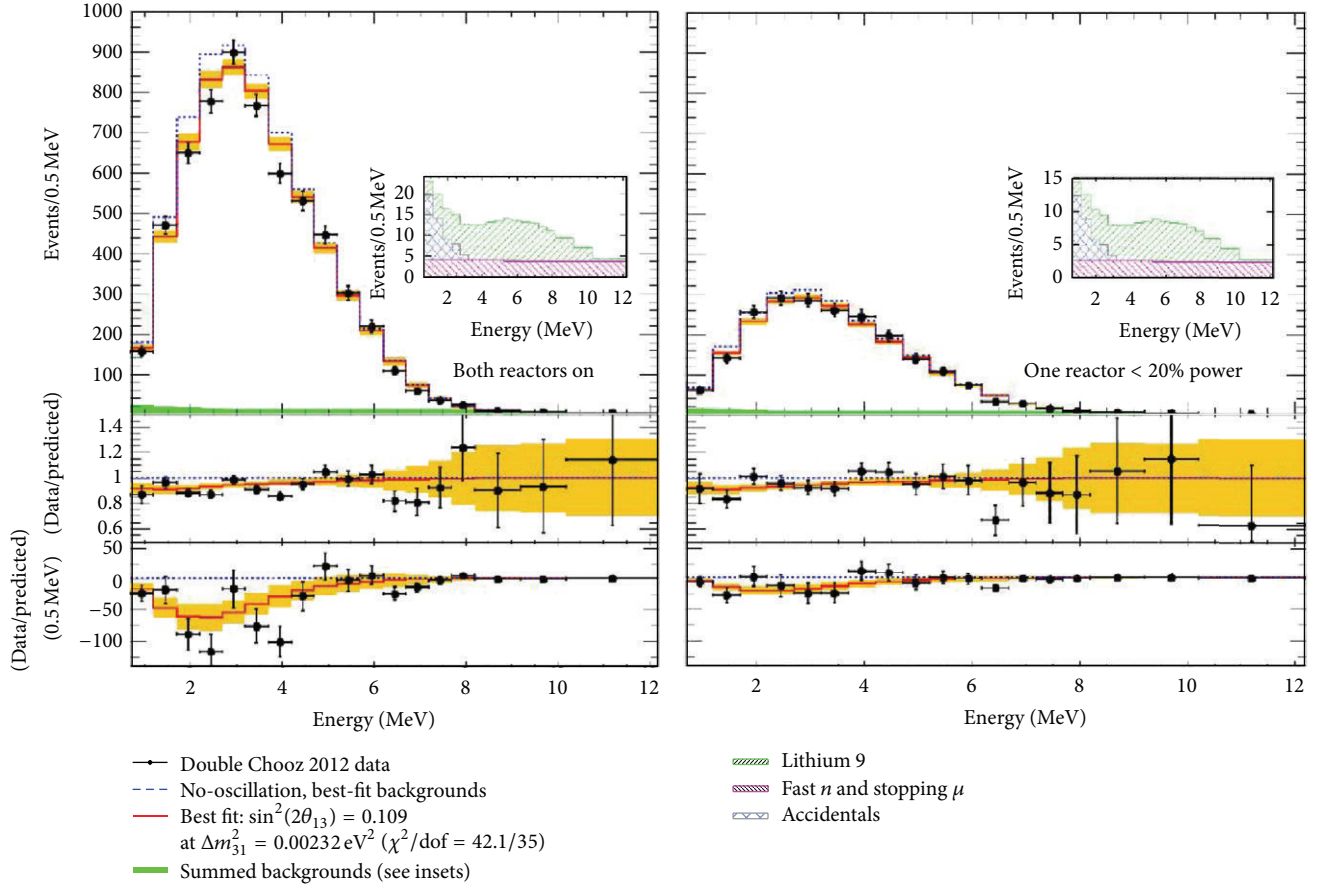 1000
900
800
700
600
500
400
300
200
100
Events/0.5 MeV
20
15
10
5
0
Events/0.5 MeV
2 4 6 8 10 12
Energy (MeV)
Both reactors on
15
10
5
0
Events/0.5 MeV
2 4 6 8 10 12
Energy (MeV)
One reactor < 20% power
1.4
1.2
1
0.8
0.6
(Data/predicted)
50
0
−50
−100
(Data/predicted)
(0.5 MeV)
2 4 6 8 10 12
Energy (MeV)
2 4 6 8 10 12
Energy (MeV)
Double Chooz 2012 data
No-oscillation, best-fit backgrounds
Best fit: sin²(2θ₁₃) = 0.109
at Δm²₃₁ = 0.00232 eV² (χ²/dof = 42.1/35)
Summed backgrounds (see insets)
Lithium 9
Fast n and stopping μ
Accidentals